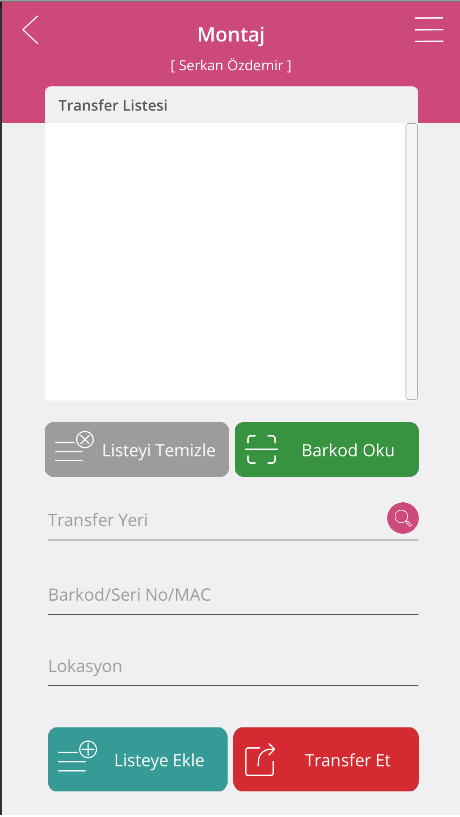 Montaj
[ Serkan Özdemir ]
Transfer Listesi
Listeyi Temizle
Barkod Oku
Transfer Yeri
Barkod/Seri No/MAC
Lokasyon
Listeye Ekle
Transfer Et